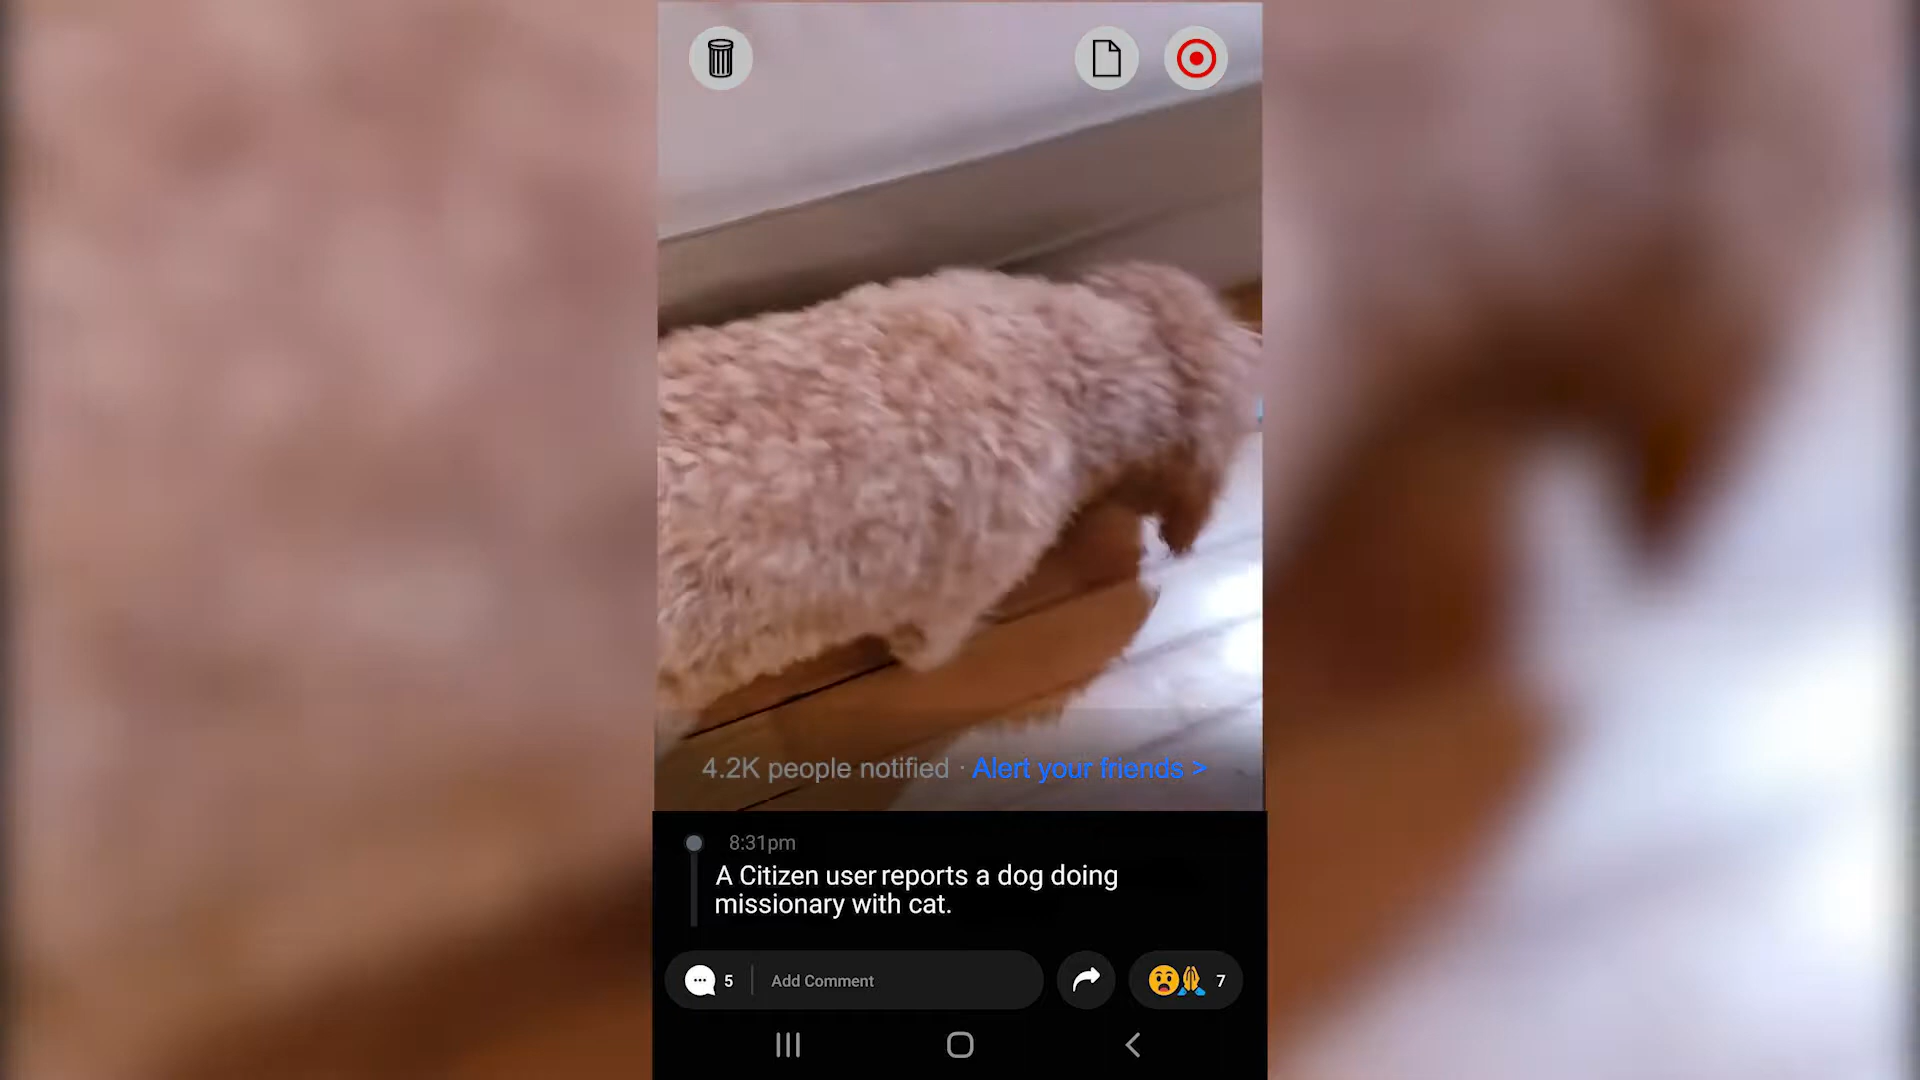 4.2K people notified · Alert your friends >
8:31pm
A Citizen user reports a dog doing
missionary with cat.
5
Add Comment
7